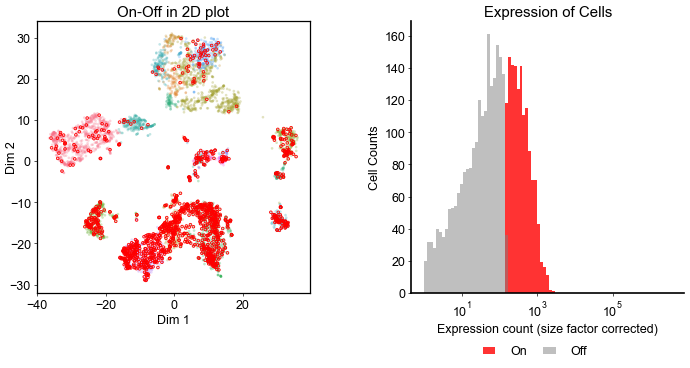 On-Off in 2D plot
Expression of Cells
Dim 2
30
20
10
0
−10
−20
−30
−40
−20
0
20
Dim 1
Cell Counts
160
140
120
100
80
60
40
20
0
10^1
10^3
10^5
Expression count (size factor corrected)
On
Off